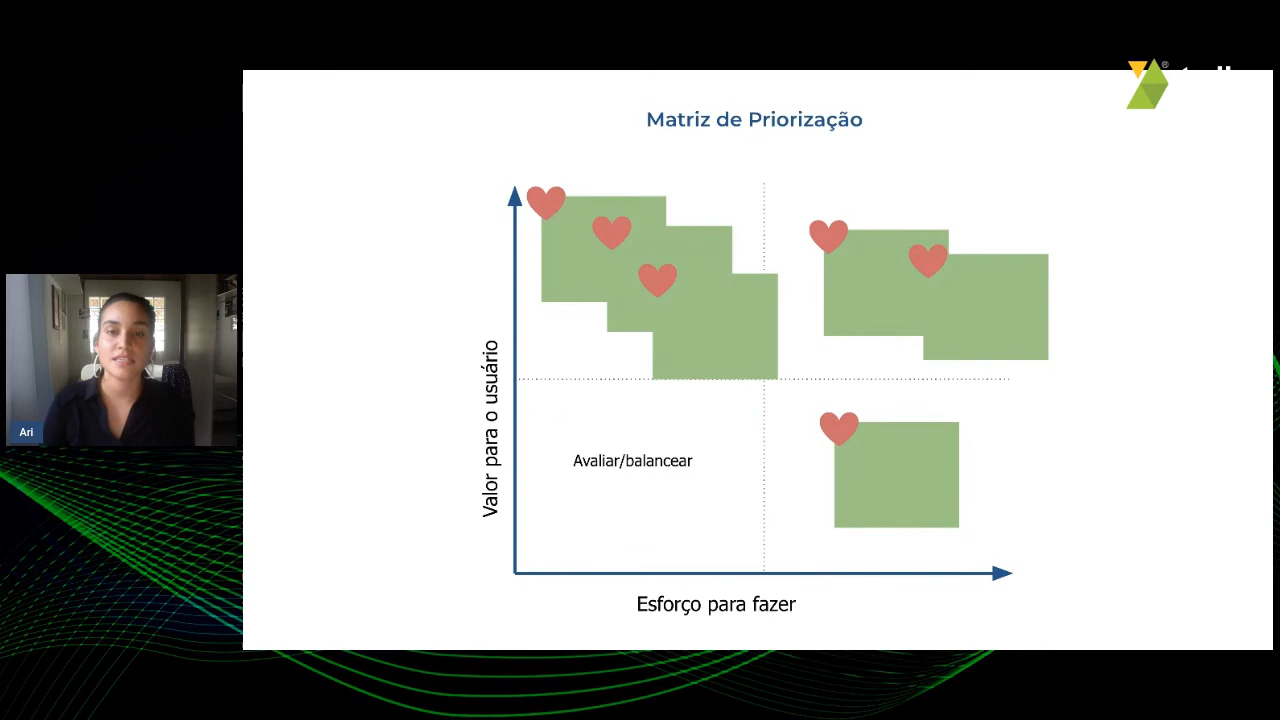 ®
Matriz de Priorização
Valor para o usuário
Ari
Avaliar/balancear
Esforço para fazer